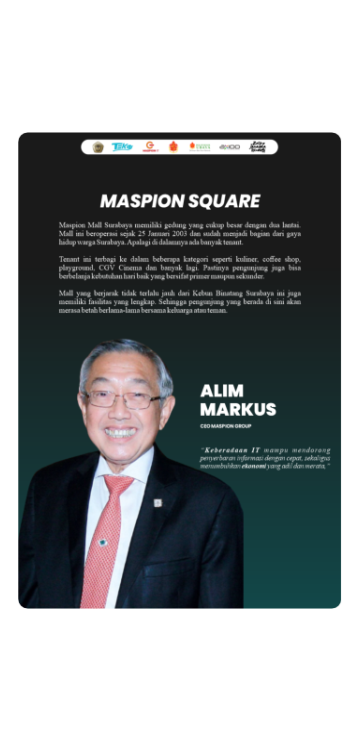 MASPION SQUARE
Maspion Mall Surabaya memiliki gedung yang cukup besar dengan dua lantai.
Mall ini beroperasi sejak 25 Januari 2003 dan sudah menjadi bagian dari gaya
hidup warga Surabaya. Apalagi di dalamnya ada banyak tenant.
Tenant ini terbagi ke dalam beberapa kategori seperti kuliner, coffee shop,
playground, CGV Cinama dan banyak lagi. Pastinya pengunjung juga bisa
berbelanja kebutuhan hari baik yang bersifat primer maupun sekunder.
Mall yang berjarak tidak terlalu jauh dari Kebun Binatang Surabaya ini juga
memiliki fasilitas yang lengkap. Sehingga pengunjung yang berada di sini akan
merasa betah berlama-lama bersama keluarga atau teman.
ALIM
MARKUS
CEO MASPION GROUP
"Keberadaan IT mampu mendorong
penyebaran informasi dengan cepat, sekaligus
menumbuhkan ekonomi yang adil dan merata."